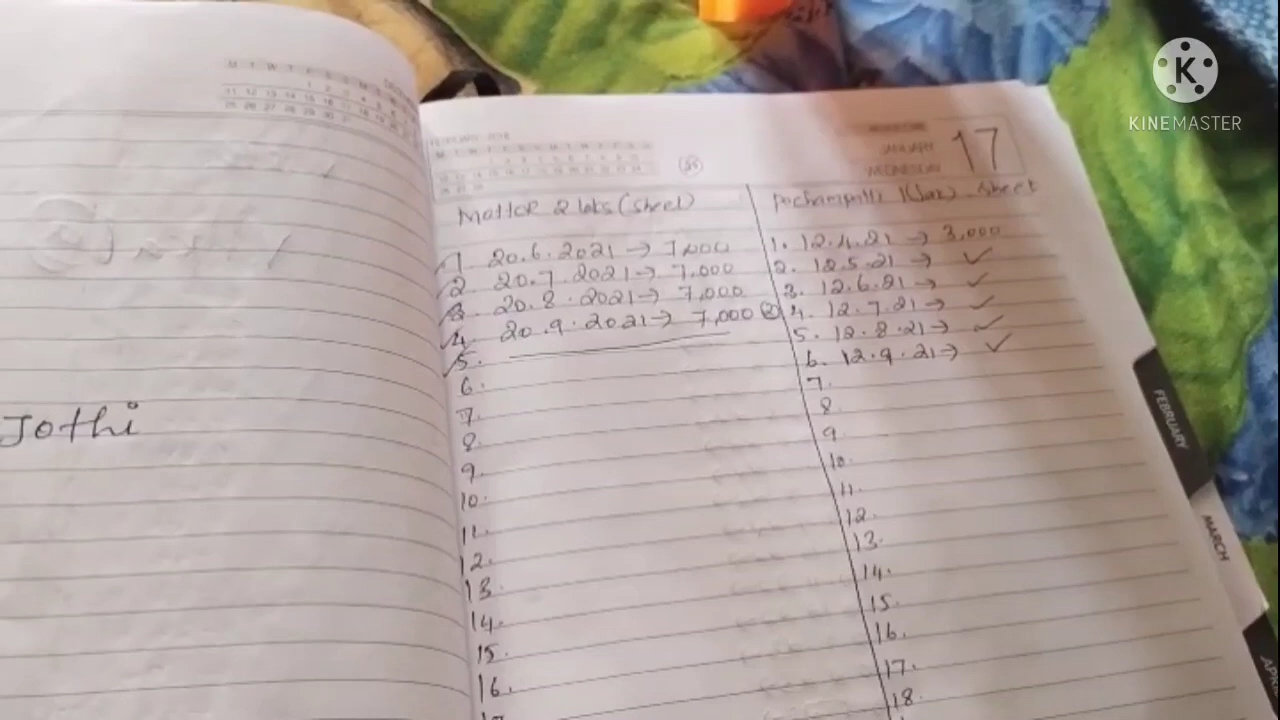 KINEMASTER
JANUARY
17
Mattor 2 laks (sheet)
1 20.6.2021 → 7,000
2 20.7.2021 → 7,000
3. 20.8.2021 → 7,000
4. 20.9.2021 → 7,000
5.
6.
7.
8.
9.
10.
11.
12.
13.
14.
15.
16.
Pochampalli 1(lak) sheet
1. 12.4.21 → 3,000
2. 12.5.21 → ✓
3. 12.6.21 → ✓
4. 12.7.21 → ✓
5. 12.8.21 → ✓
6. 12.9.21 → ✓
7.
8.
9.
10.
11.
12.
13.
14.
15.
16.
17.
18.
Jothi
FEBRUARY
MARCH